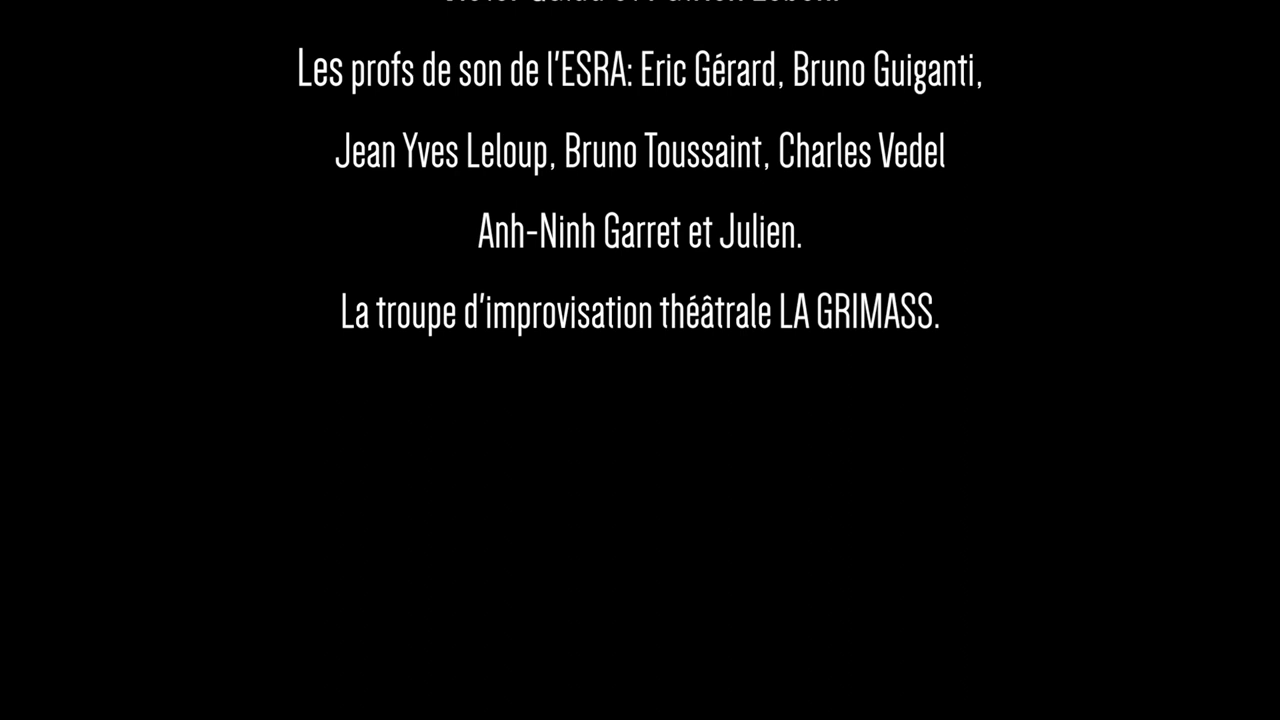 Les profs de son de l'ESRA: Eric Gérard, Bruno Guiganti,
Jean Yves Leloup, Bruno Toussaint, Charles Vedel
Anh-Ninh Garret et Julien.
La troupe d'improvisation théâtrale LA GRIMASS.